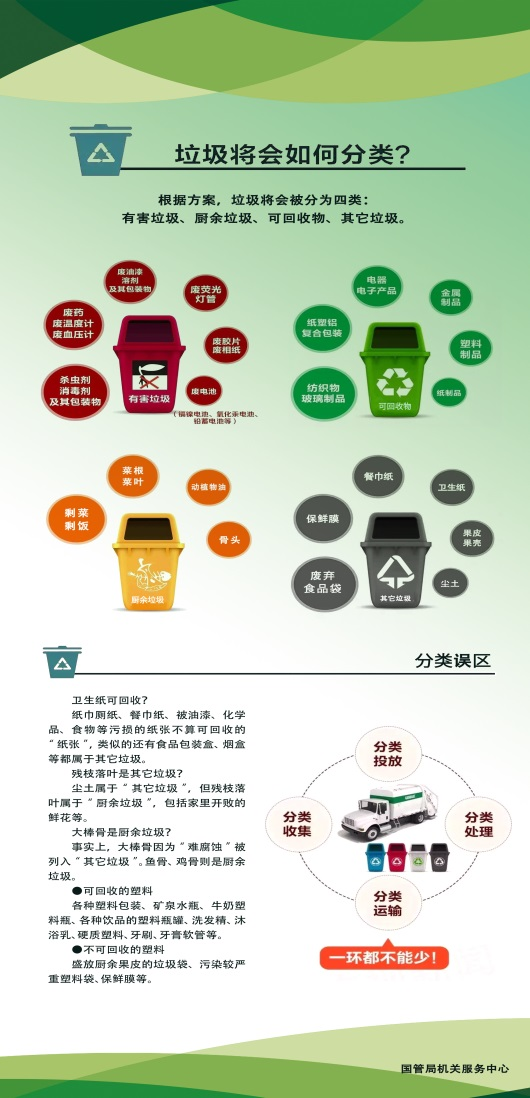 垃圾将会如何分类?
根据方案，垃圾将会被分为四类：
有害垃圾、厨余垃圾、可回收物、其它垃圾。
废油漆
溶剂
及其包装物
废荧光
灯管
废药
废温度计
废血压计
废胶片
废相纸
杀虫剂
消毒剂
及其包装物
废电池
（镉镍电池、氧化汞电池、
铅蓄电池等）
有害垃圾
电器
电子产品
金属
制品
纸塑铝
复合包装
塑料
制品
纺织物
玻璃制品
纸制品
可回收物
菜根
菜叶
动植物油
剩菜
剩饭
骨头
厨余垃圾
餐巾纸
卫生纸
保鲜膜
果皮
果壳
废弃
食品袋
尘土
其它垃圾
分类误区
卫生纸可回收?
纸巾厕纸、餐巾纸、被油漆、化学
品、食物等污损的纸张不算可回收的
“纸张”，类似的还有食品包装盒、烟盒
等都属于其它垃圾。
残枝落叶是其它垃圾?
尘土属于“其它垃圾”，但残枝落
叶属于“厨余垃圾”，包括家里开败的
鲜花等。
大棒骨是厨余垃圾?
事实上，大棒骨因为“难腐蚀”被
列入“其它垃圾”。鱼骨、鸡骨则是厨余
垃圾。
●可回收的塑料
各种塑料包装、矿泉水瓶、牛奶塑
料瓶、各种饮品的塑料瓶罐、洗发精、沐
浴乳、硬质塑料、牙刷、牙膏软管等。
●不可回收的塑料
盛放厨余果皮的垃圾袋、污染较严
重塑料袋、保鲜膜等。
分类
投放
分类
收集
分类
处理
分类
运输
一环都不能少！
国管局机关服务中心